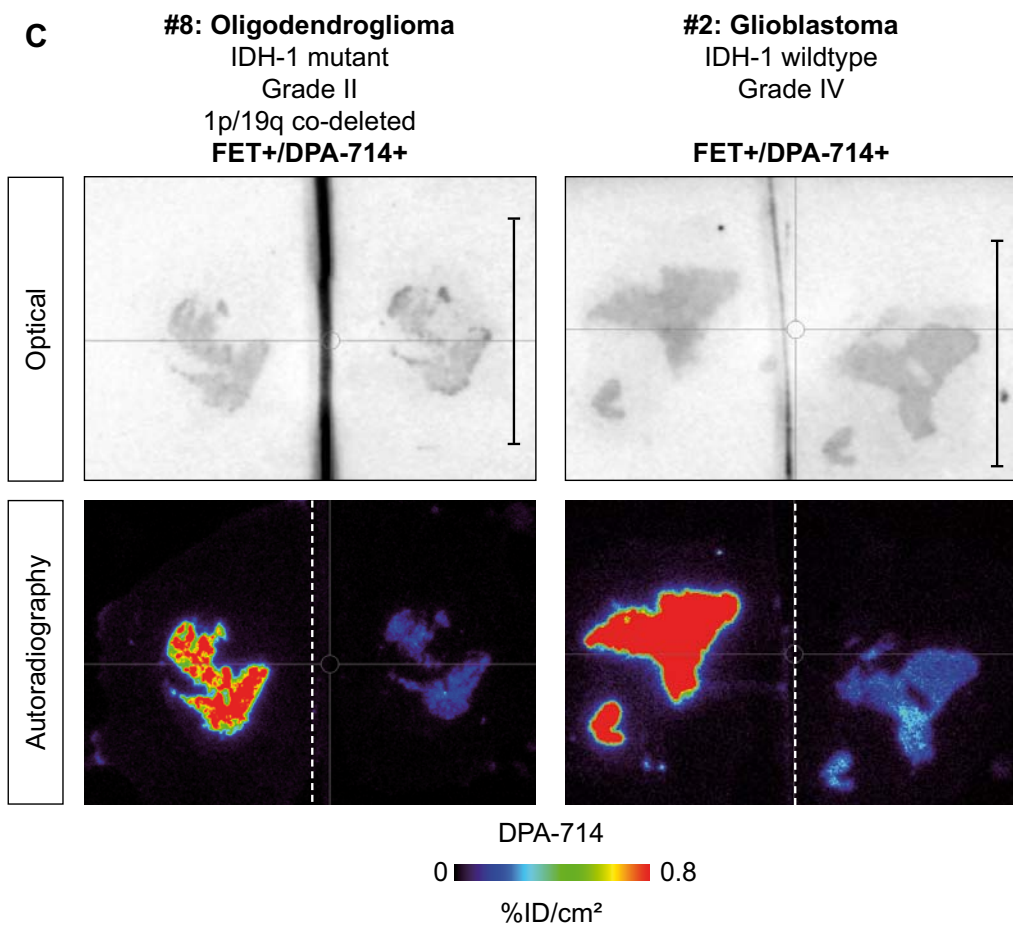 C
#8: Oligodendroglioma
IDH-1 mutant
Grade II
1p/19q co-deleted
FET+/DPA-714+
#2: Glioblastoma
IDH-1 wildtype
Grade IV
FET+/DPA-714+
Optical
Autoradiography
DPA-714
0 0.8
%ID/cm²